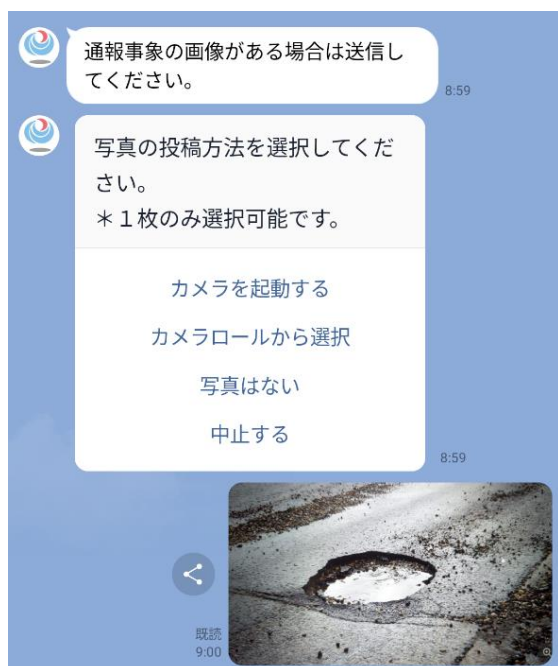 通報事象の画像がある場合は送信し
てください。
8:59
写真の投稿方法を選択してくだ
さい。
＊１枚のみ選択可能です。
カメラを起動する
カメラロールから選択
写真はない
中止する
8:59
既読
9:00